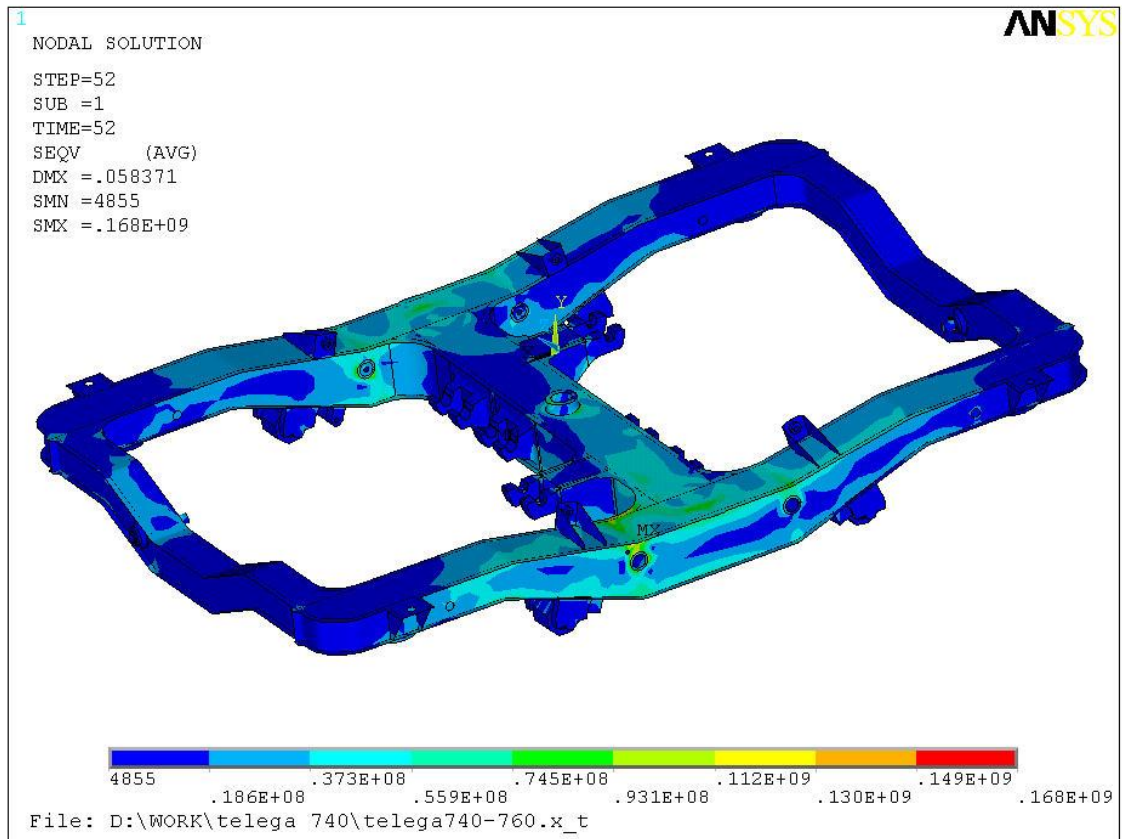 1
ANSYS
NODAL SOLUTION
STEP=52
SUB =1
TIME=52
SEQV (AVG)
DMX =.058371
SMN =4855
SMX =.168E+09
Y
MX
4855 .373E+08 .745E+08 .112E+09 .149E+09
.186E+08 .559E+08 .931E+08 .130E+09 .168E+09
File: D:\WORK\telega 740\telega740-760.x_t